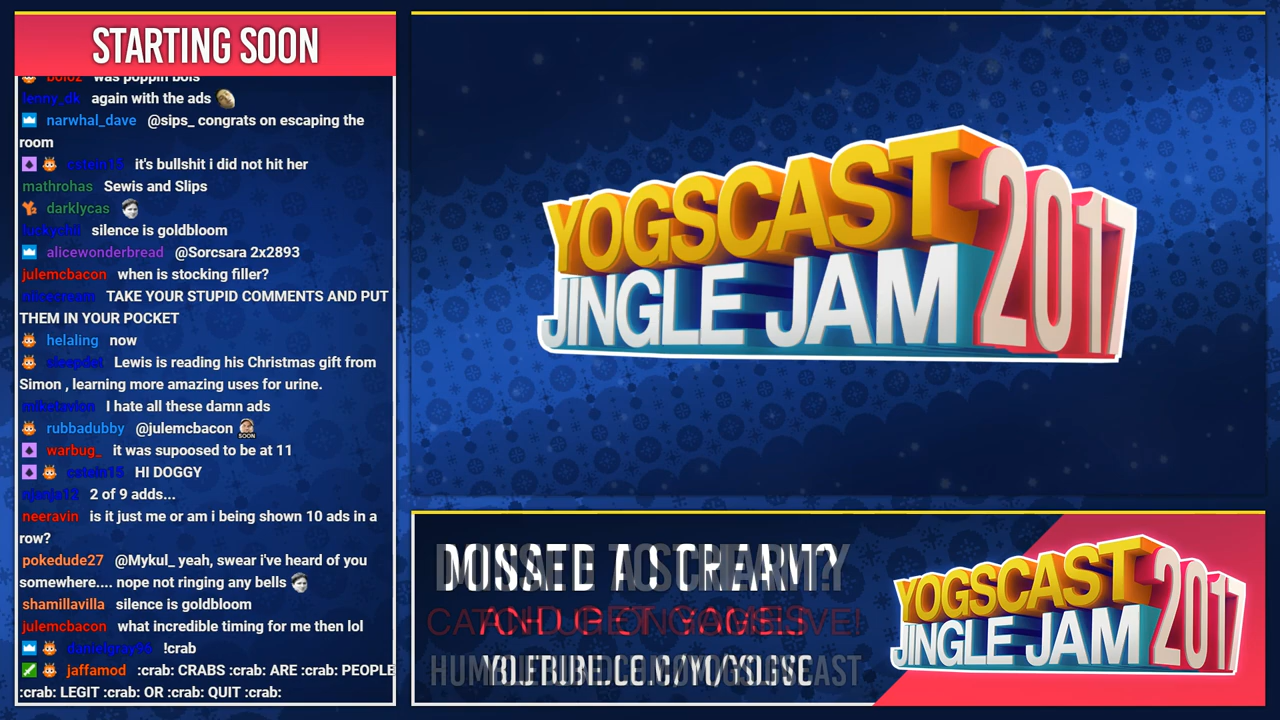 STARTING SOON
boloz was poppin bois
lenny_dk again with the ads
narwhal_dave @sips_ congrats on escaping the
room
cstein15 it's bullshit i did not hit her
mathrohas Sewis and Slips
darklycas
silence is goldbloom
alicewonderbread @Sorcsara 2x2893
julemcbacon when is stocking filler?
TAKE YOUR STUPID COMMENTS AND PUT
THEM IN YOUR POCKET
helaling now
Lewis is reading his Christmas gift from
Simon , learning more amazing uses for urine.
I hate all these damn ads
rubbadubby @julemcbacon
SOON
warbug_ it was supoosed to be at 11
cstein15 HI DOGGY
2 of 9 adds...
neeravin is it just me or am i being shown 10 ads in a
row?
pokedude27 @Mykul_ yeah, swear i've heard of you
somewhere.... nope not ringing any bells
shamillavilla silence is goldbloom
julemcbacon what incredible timing for me then lol
!crab
jaffamod :crab: CRABS :crab: ARE :crab: PEOPLE
:crab: LEGIT :crab: OR :crab: QUIT :crab:
YOGSCAST
JINGLE JAM 2017
YOGSCAST
JINGLE JAM 2017